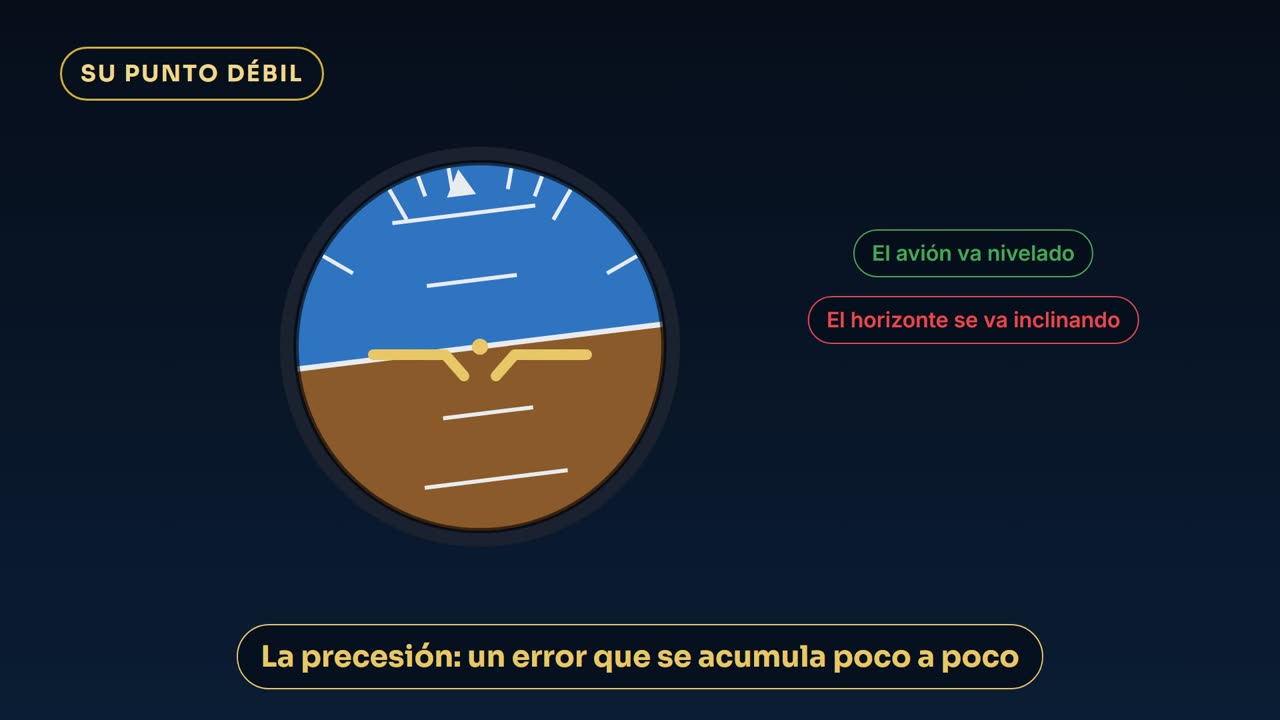 SU PUNTO DÉBIL
El avión va nivelado
El horizonte se va inclinando
La precesión: un error que se acumula poco a poco